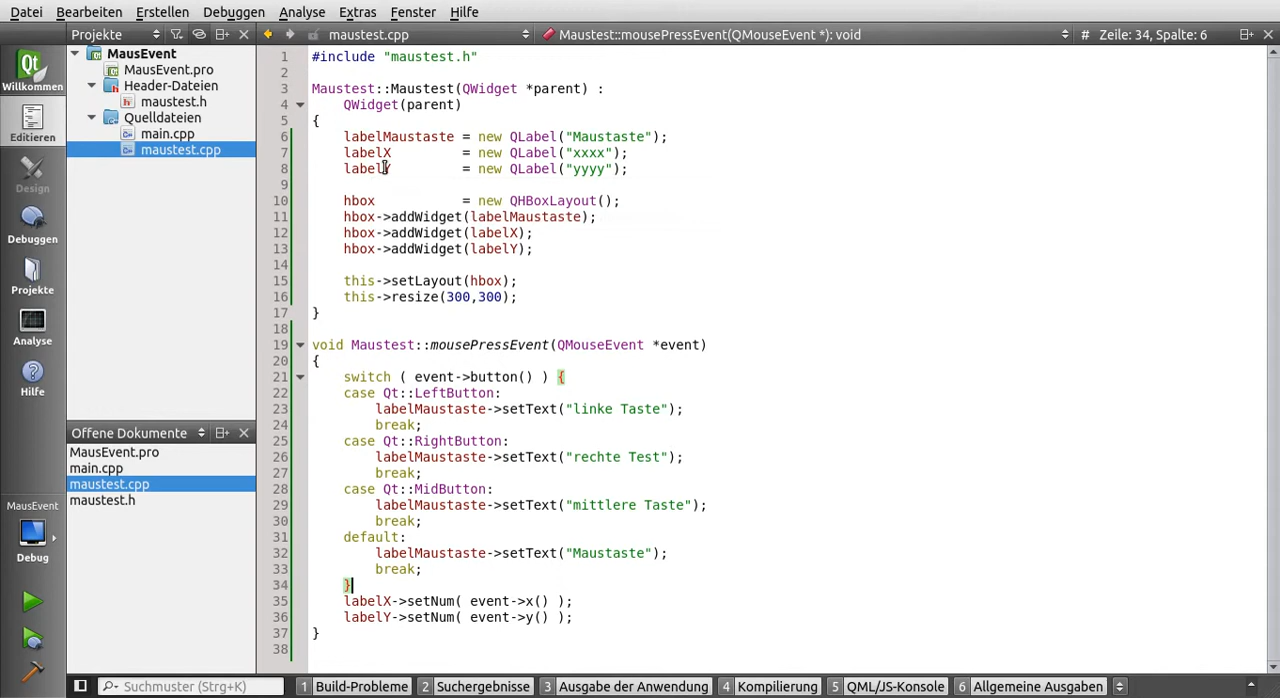 Datei Bearbeiten Erstellen Debuggen Analyse Extras Fenster Hilfe
Projekte maustest.cpp Maustest::mousePressEvent(QMouseEvent *): void # Zeile: 34, Spalte: 6
Qt
Willkommen
Editieren
Design
Debuggen
Projekte
Analyse
Hilfe
MausEvent
Debug
MausEvent
MausEvent.pro
Header-Dateien
maustest.h
Quelldateien
main.cpp
maustest.cpp
Offene Dokumente
MausEvent.pro
main.cpp
maustest.cpp
maustest.h
1 #include "maustest.h"
2
3 Maustest::Maustest(QWidget *parent) :
4     QWidget(parent)
5 {
6     labelMaustaste = new QLabel("Maustaste");
7     labelX         = new QLabel("xxxx");
8     labelY         = new QLabel("yyyy");
9
10     hbox           = new QHBoxLayout();
11     hbox->addWidget(labelMaustaste);
12     hbox->addWidget(labelX);
13     hbox->addWidget(labelY);
14
15     this->setLayout(hbox);
16     this->resize(300,300);
17 }
18
19 void Maustest::mousePressEvent(QMouseEvent *event)
20 {
21     switch ( event->button() ) {
22     case Qt::LeftButton:
23         labelMaustaste->setText("linke Taste");
24         break;
25     case Qt::RightButton:
26         labelMaustaste->setText("rechte Test");
27         break;
28     case Qt::MidButton:
29         labelMaustaste->setText("mittlere Taste");
30         break;
31     default:
32         labelMaustaste->setText("Maustaste");
33         break;
34     }
35     labelX->setNum( event->x() );
36     labelY->setNum( event->y() );
37 }
38
Suchmuster (Strg+K) 1 Build-Probleme 2 Suchergebnisse 3 Ausgabe der Anwendung 4 Kompilierung 5 QML/JS-Konsole 6 Allgemeine Ausgaben